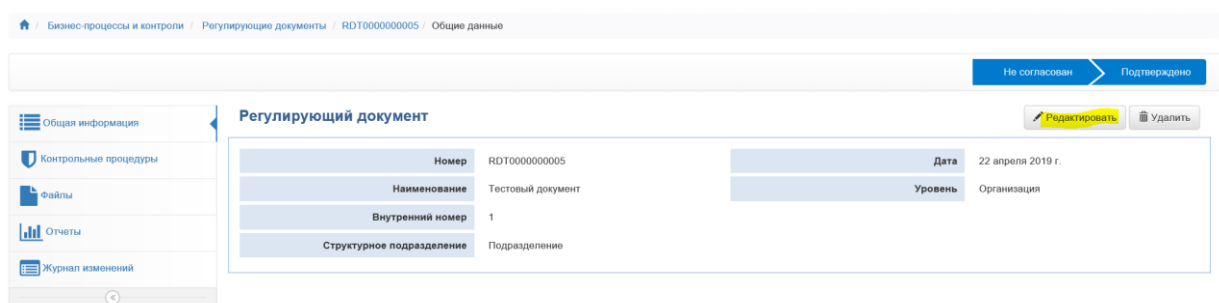 / Бизнес-процессы и контроли / Регулирующие документы / RDT0000000005 / Общие данные
Не согласован Подтверждено
Общая информация
Контрольные процедуры
Файлы
Отчеты
Журнал изменений
Регулирующий документ
Редактировать Удалить
Номер RDT0000000005 Дата 22 апреля 2019 г.
Наименование Тестовый документ Уровень Организация
Внутренний номер 1
Структурное подразделение Подразделение